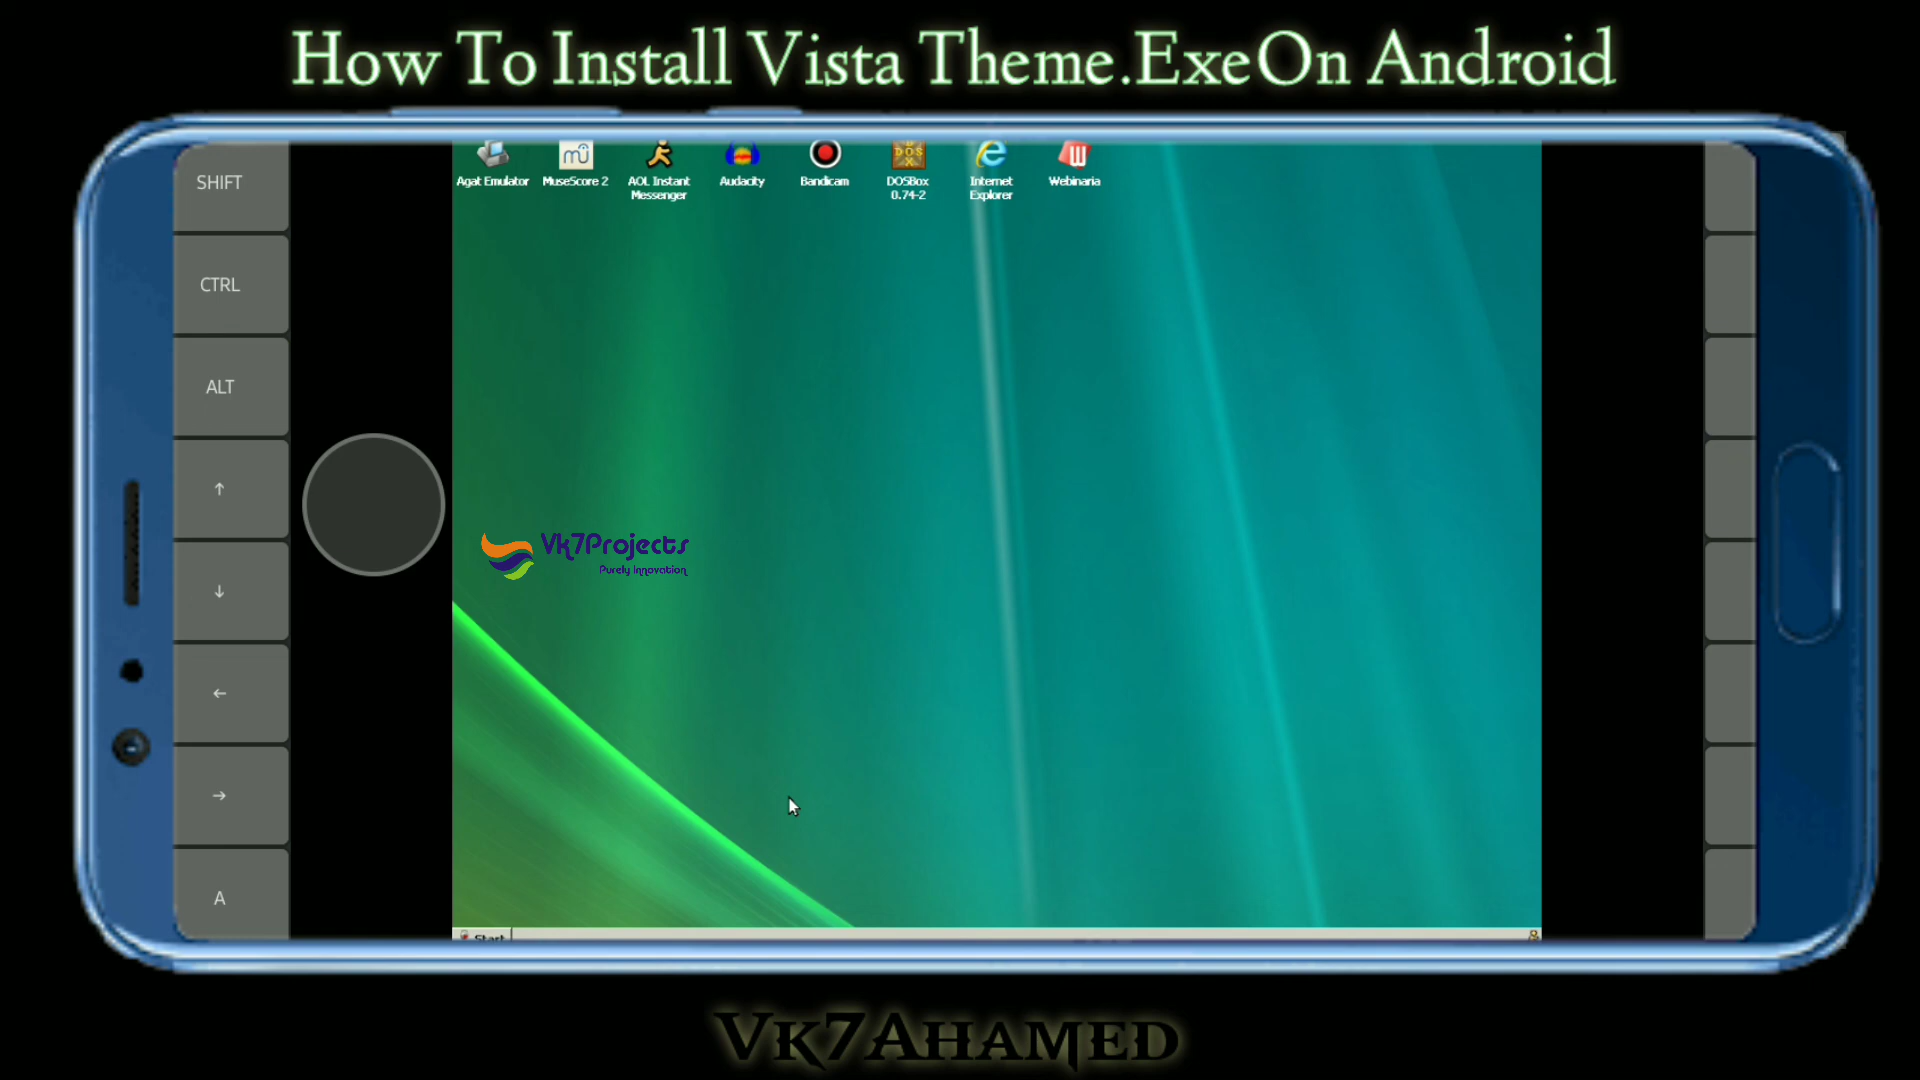 How To Install Vista Theme.Exe On Android
SHIFT
CTRL
ALT
↑
↓
←
→
A
Agat Emulator
MuseScore 2
AOL Instant
Messenger
Audacity
Bandicam
DOSBox
0.74-2
Internet
Explorer
Webinaria
Vk7Projects
Purely Innovation
Start
Vk7Ahamed